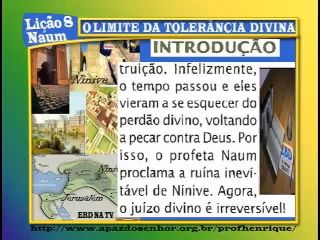 Lição 8
Naum
O LIMITE DA TOLERÂNCIA DIVINA
INTRODUÇÃO
truição. Infelizmente,
o tempo passou e eles
vieram a se esquecer do
perdão divino, voltando
a pecar contra Deus. Por
isso, o profeta Naum
proclama a ruína inevi-
tável de Nínive. Agora,
o juízo divino é irreversível!
Nínive
Jerusalem
EBD NA TV
http://www.apazdosenhor.org.br/profhenrique/